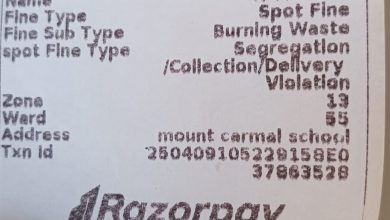 Name
Fine Type Spot Fine
Fine Sub Type Burning Waste
spot Fine Type Segregation
/Collection/Delivery
Violation
Zone 13
Ward 55
Address mount carmal school
Txn Id 250409105229158E0
37863528
Razorpay